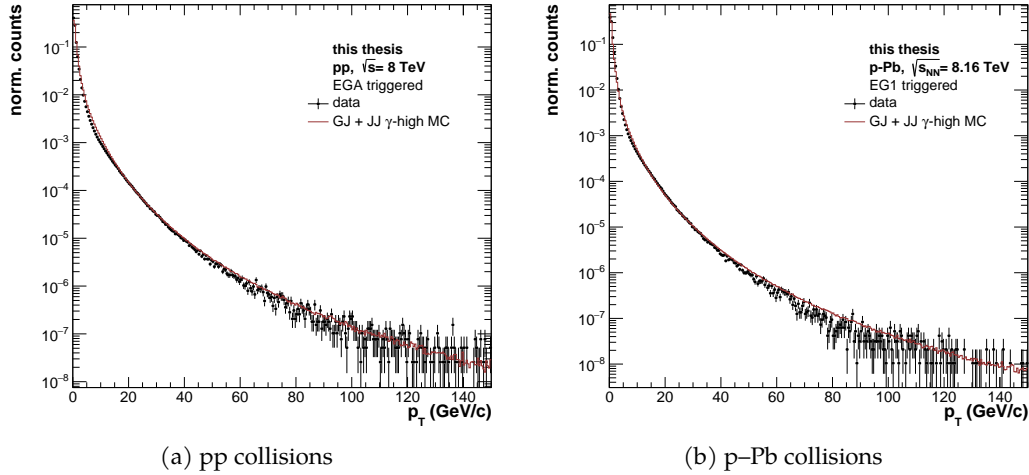 norm. counts
10⁻¹
10⁻²
10⁻³
10⁻⁴
10⁻⁵
10⁻⁶
10⁻⁷
10⁻⁸
this thesis
pp, √s= 8 TeV
EGA triggered
data
GJ + JJ γ-high MC
0 20 40 60 80 100 120 140
p_T (GeV/c)
(a) pp collisions
norm. counts
10⁻¹
10⁻²
10⁻³
10⁻⁴
10⁻⁵
10⁻⁶
10⁻⁷
10⁻⁸
this thesis
p-Pb, √s_NN= 8.16 TeV
EG1 triggered
data
GJ + JJ γ-high MC
0 20 40 60 80 100 120 140
p_T (GeV/c)
(b) p–Pb collisions